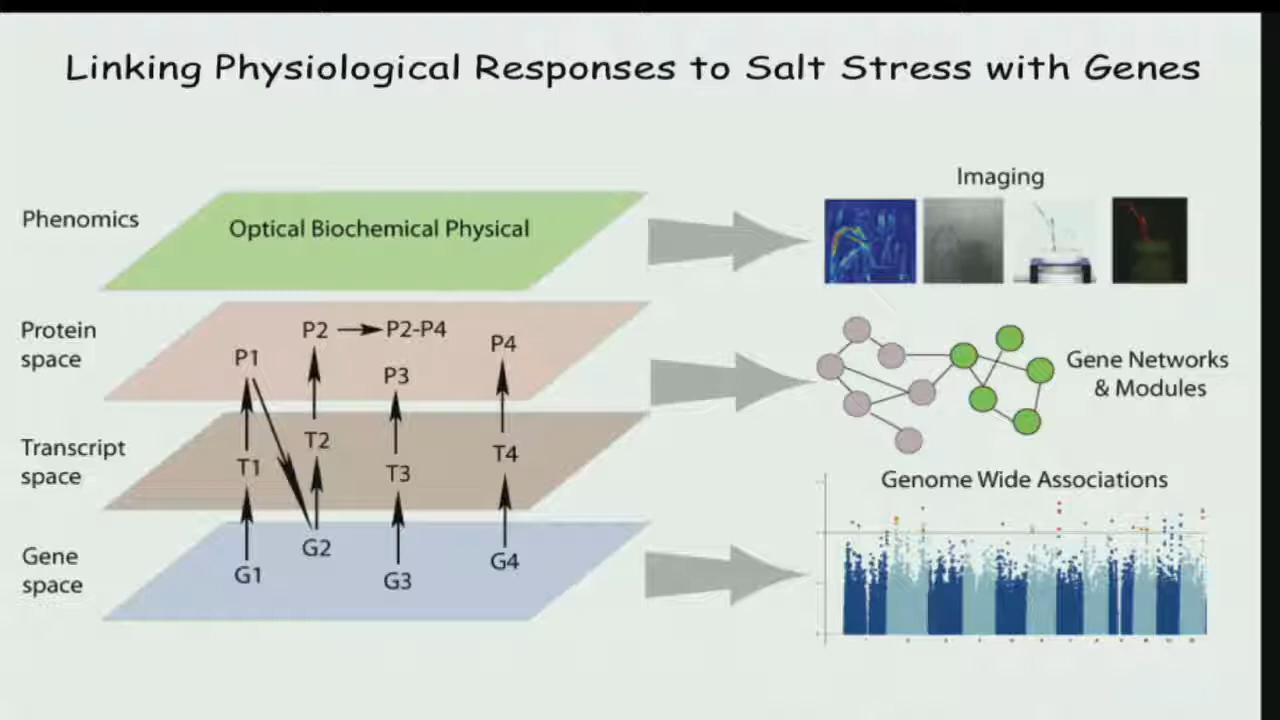 Linking Physiological Responses to Salt Stress with Genes
Phenomics
Optical Biochemical Physical
Imaging
Protein
space
P1
P2
P2-P4
P3
P4
Gene Networks
& Modules
Transcript
space
T1
T2
T3
T4
Genome Wide Associations
Gene
space
G1
G2
G3
G4